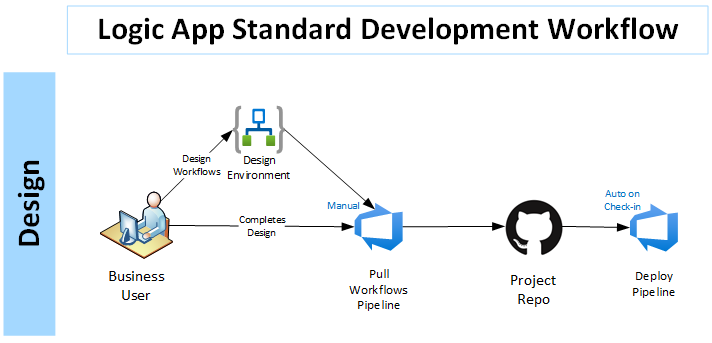 Logic App Standard Development Workflow
Design
Design
Workflows
Design
Environment
Manual
Auto on
Check-in
Completes
Design
Business
User
Pull
Workflows
Pipeline
Project
Repo
Deploy
Pipeline